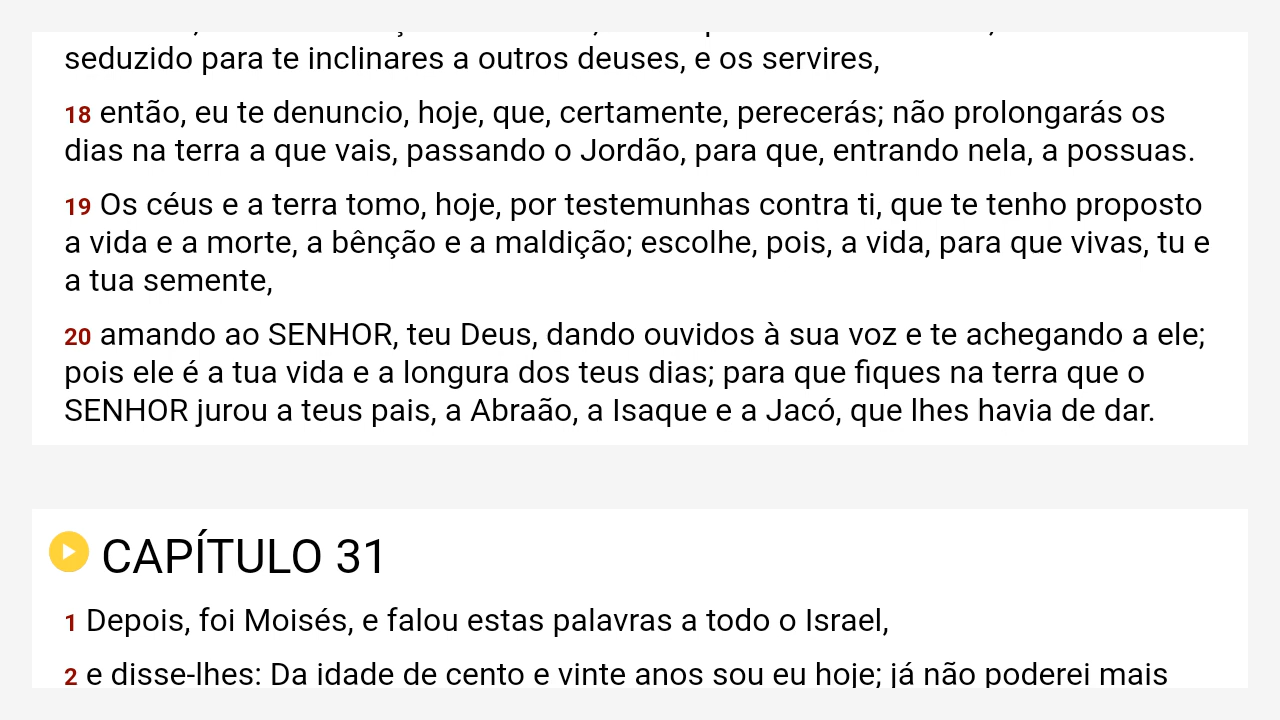 seduzido para te inclinares a outros deuses, e os servires,
18 então, eu te denuncio, hoje, que, certamente, perecerás; não prolongarás os
dias na terra a que vais, passando o Jordão, para que, entrando nela, a possuas.
19 Os céus e a terra tomo, hoje, por testemunhas contra ti, que te tenho proposto
a vida e a morte, a bênção e a maldição; escolhe, pois, a vida, para que vivas, tu e
a tua semente,
20 amando ao SENHOR, teu Deus, dando ouvidos à sua voz e te achegando a ele;
pois ele é a tua vida e a longura dos teus dias; para que fiques na terra que o
SENHOR jurou a teus pais, a Abraão, a Isaque e a Jacó, que lhes havia de dar.
CAPÍTULO 31
1 Depois, foi Moisés, e falou estas palavras a todo o Israel,
2 e disse-lhes: Da idade de cento e vinte anos sou eu hoje; já não poderei mais